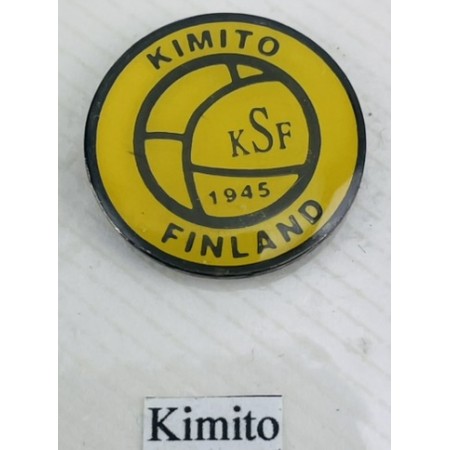 KIMITO
KSF
1945
FINLAND
Kimito